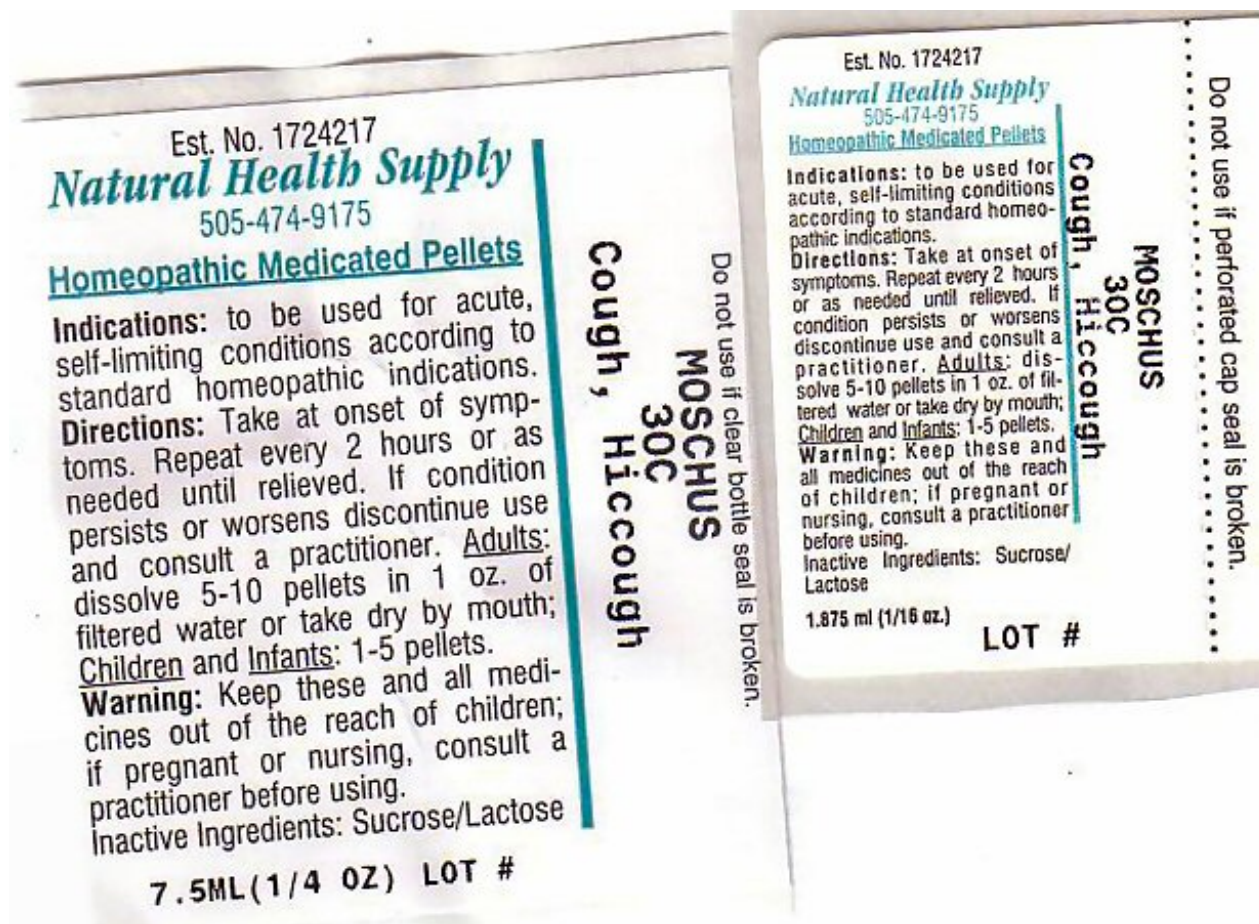 Est. No. 1724217
Natural Health Supply
505-474-9175
Homeopathic Medicated Pellets
Indications: to be used for acute,
self-limiting conditions according to
standard homeopathic indications.
Directions: Take at onset of symp-
toms. Repeat every 2 hours or as
needed until relieved. If condition
persists or worsens discontinue use
and consult a practitioner. Adults:
dissolve 5-10 pellets in 1 oz. of
filtered water or take dry by mouth;
Children and Infants: 1-5 pellets.
Warning: Keep these and all medi-
cines out of the reach of children;
if pregnant or nursing, consult a
practitioner before using.
Inactive Ingredients: Sucrose/Lactose
7.5ML(1/4 OZ) LOT #
Do not use if clear bottle seal is broken.
MOSCHUS
30C
Cough, Hiccough
Est. No. 1724217
Natural Health Supply
505-474-9175
Homeopathic Medicated Pellets
Indications: to be used for
acute, self-limiting conditions
according to standard homeo-
pathic indications.
Directions: Take at onset of
symptoms. Repeat every 2 hours
or as needed until relieved. If
condition persists or worsens
discontinue use and consult a
practitioner. Adults: dis-
solve 5-10 pellets in 1 oz. of fil-
tered water or take dry by mouth;
Children and Infants: 1-5 pellets.
Warning: Keep these and
all medicines out of the reach
of children; if pregnant or
nursing, consult a practitioner
before using.
Inactive Ingredients: Sucrose/
Lactose
1.875 ml (1/16 oz.)
LOT #
MOSCHUS
30C
Cough, Hiccough
Do not use if perforated cap seal is broken.